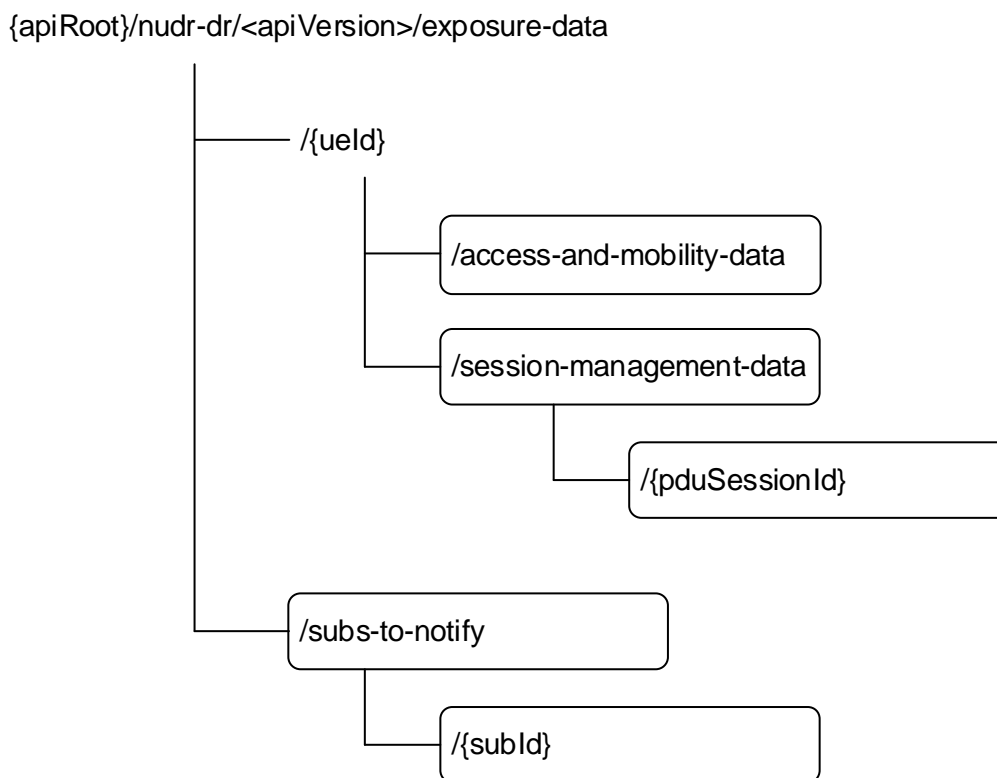 {apiRoot}/nudr-dr/<apiVersion>/exposure-data
/{ueId}
/access-and-mobility-data
/session-management-data
/{pduSessionId}
/subs-to-notify
/{subId}